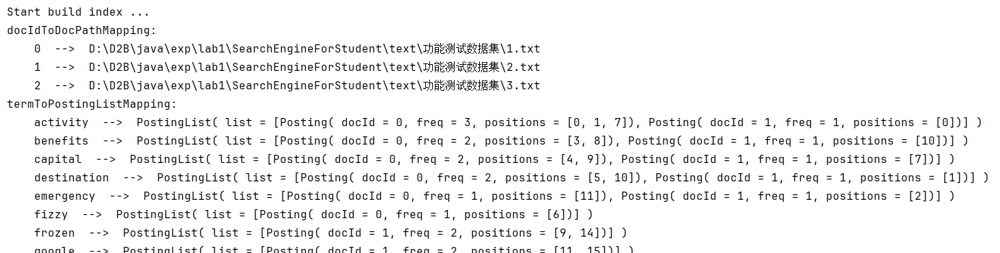 Start build index ...
docIdToDocPathMapping:
0 --> D:\D2B\java\exp\lab1\SearchEngineForStudent\text\功能测试数据集\1.txt
1 --> D:\D2B\java\exp\lab1\SearchEngineForStudent\text\功能测试数据集\2.txt
2 --> D:\D2B\java\exp\lab1\SearchEngineForStudent\text\功能测试数据集\3.txt
termToPostingListMapping:
activity --> PostingList( list = [Posting( docId = 0, freq = 3, positions = [0, 1, 7]), Posting( docId = 1, freq = 1, positions = [0])] )
benefits --> PostingList( list = [Posting( docId = 0, freq = 2, positions = [3, 8]), Posting( docId = 1, freq = 1, positions = [10])] )
capital --> PostingList( list = [Posting( docId = 0, freq = 2, positions = [4, 9]), Posting( docId = 1, freq = 1, positions = [7])] )
destination --> PostingList( list = [Posting( docId = 0, freq = 2, positions = [5, 10]), Posting( docId = 1, freq = 1, positions = [1])] )
emergency --> PostingList( list = [Posting( docId = 0, freq = 1, positions = [11]), Posting( docId = 1, freq = 1, positions = [2])] )
fizzy --> PostingList( list = [Posting( docId = 0, freq = 1, positions = [6])] )
frozen --> PostingList( list = [Posting( docId = 1, freq = 2, positions = [9, 14])] )
google --> PostingList( list = [Posting( docId = 1, freq = 2, positions = [11, 15])] )